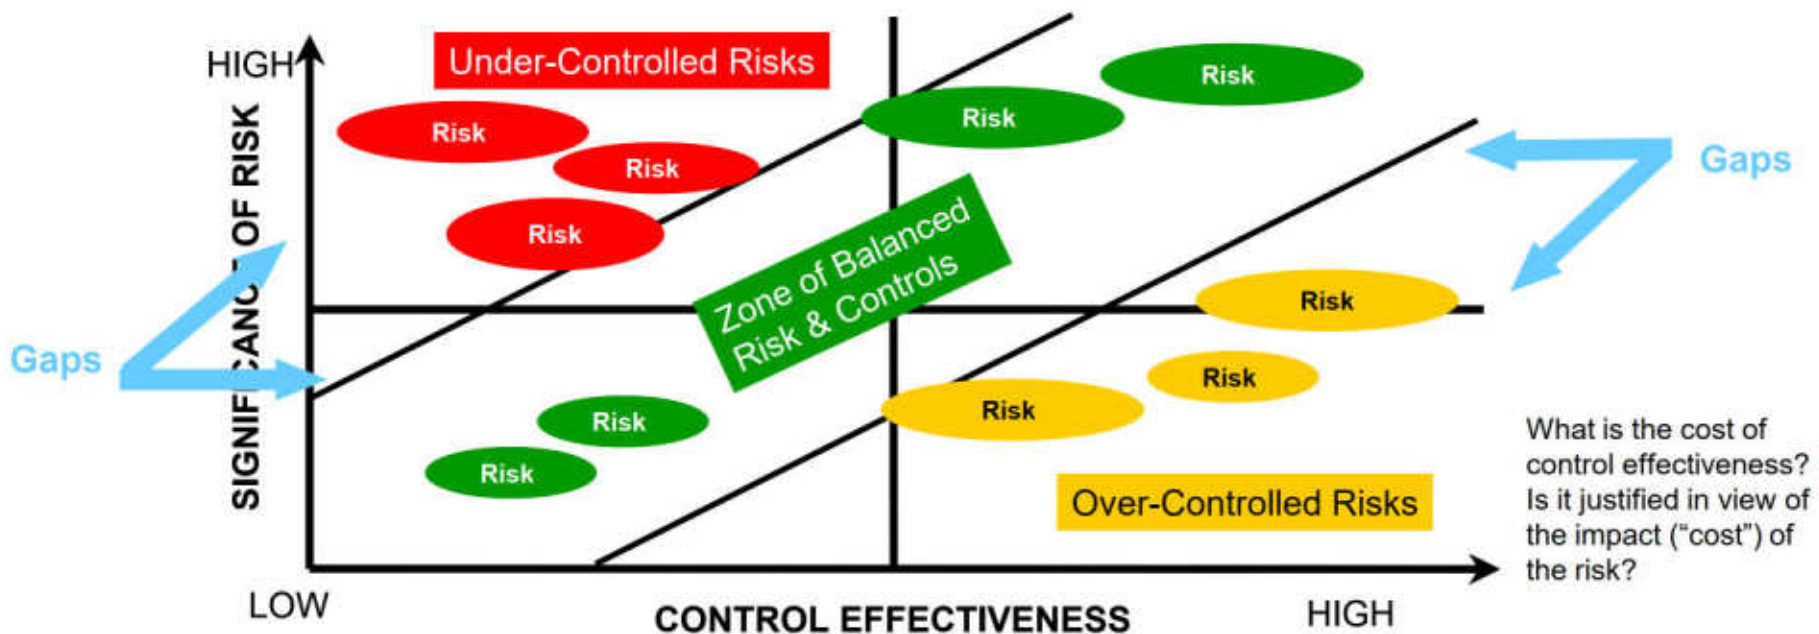 HIGH
Under-Controlled Risks
Risk
Risk
Risk
Risk
Risk
SIGNIFICANCE OF RISK
Gaps
Gaps
Zone of Balanced
Risk & Controls
Risk
Risk
Risk
Risk
Risk
Over-Controlled Risks
What is the cost of
control effectiveness?
Is it justified in view of
the impact (“cost”) of
the risk?
LOW
CONTROL EFFECTIVENESS
HIGH